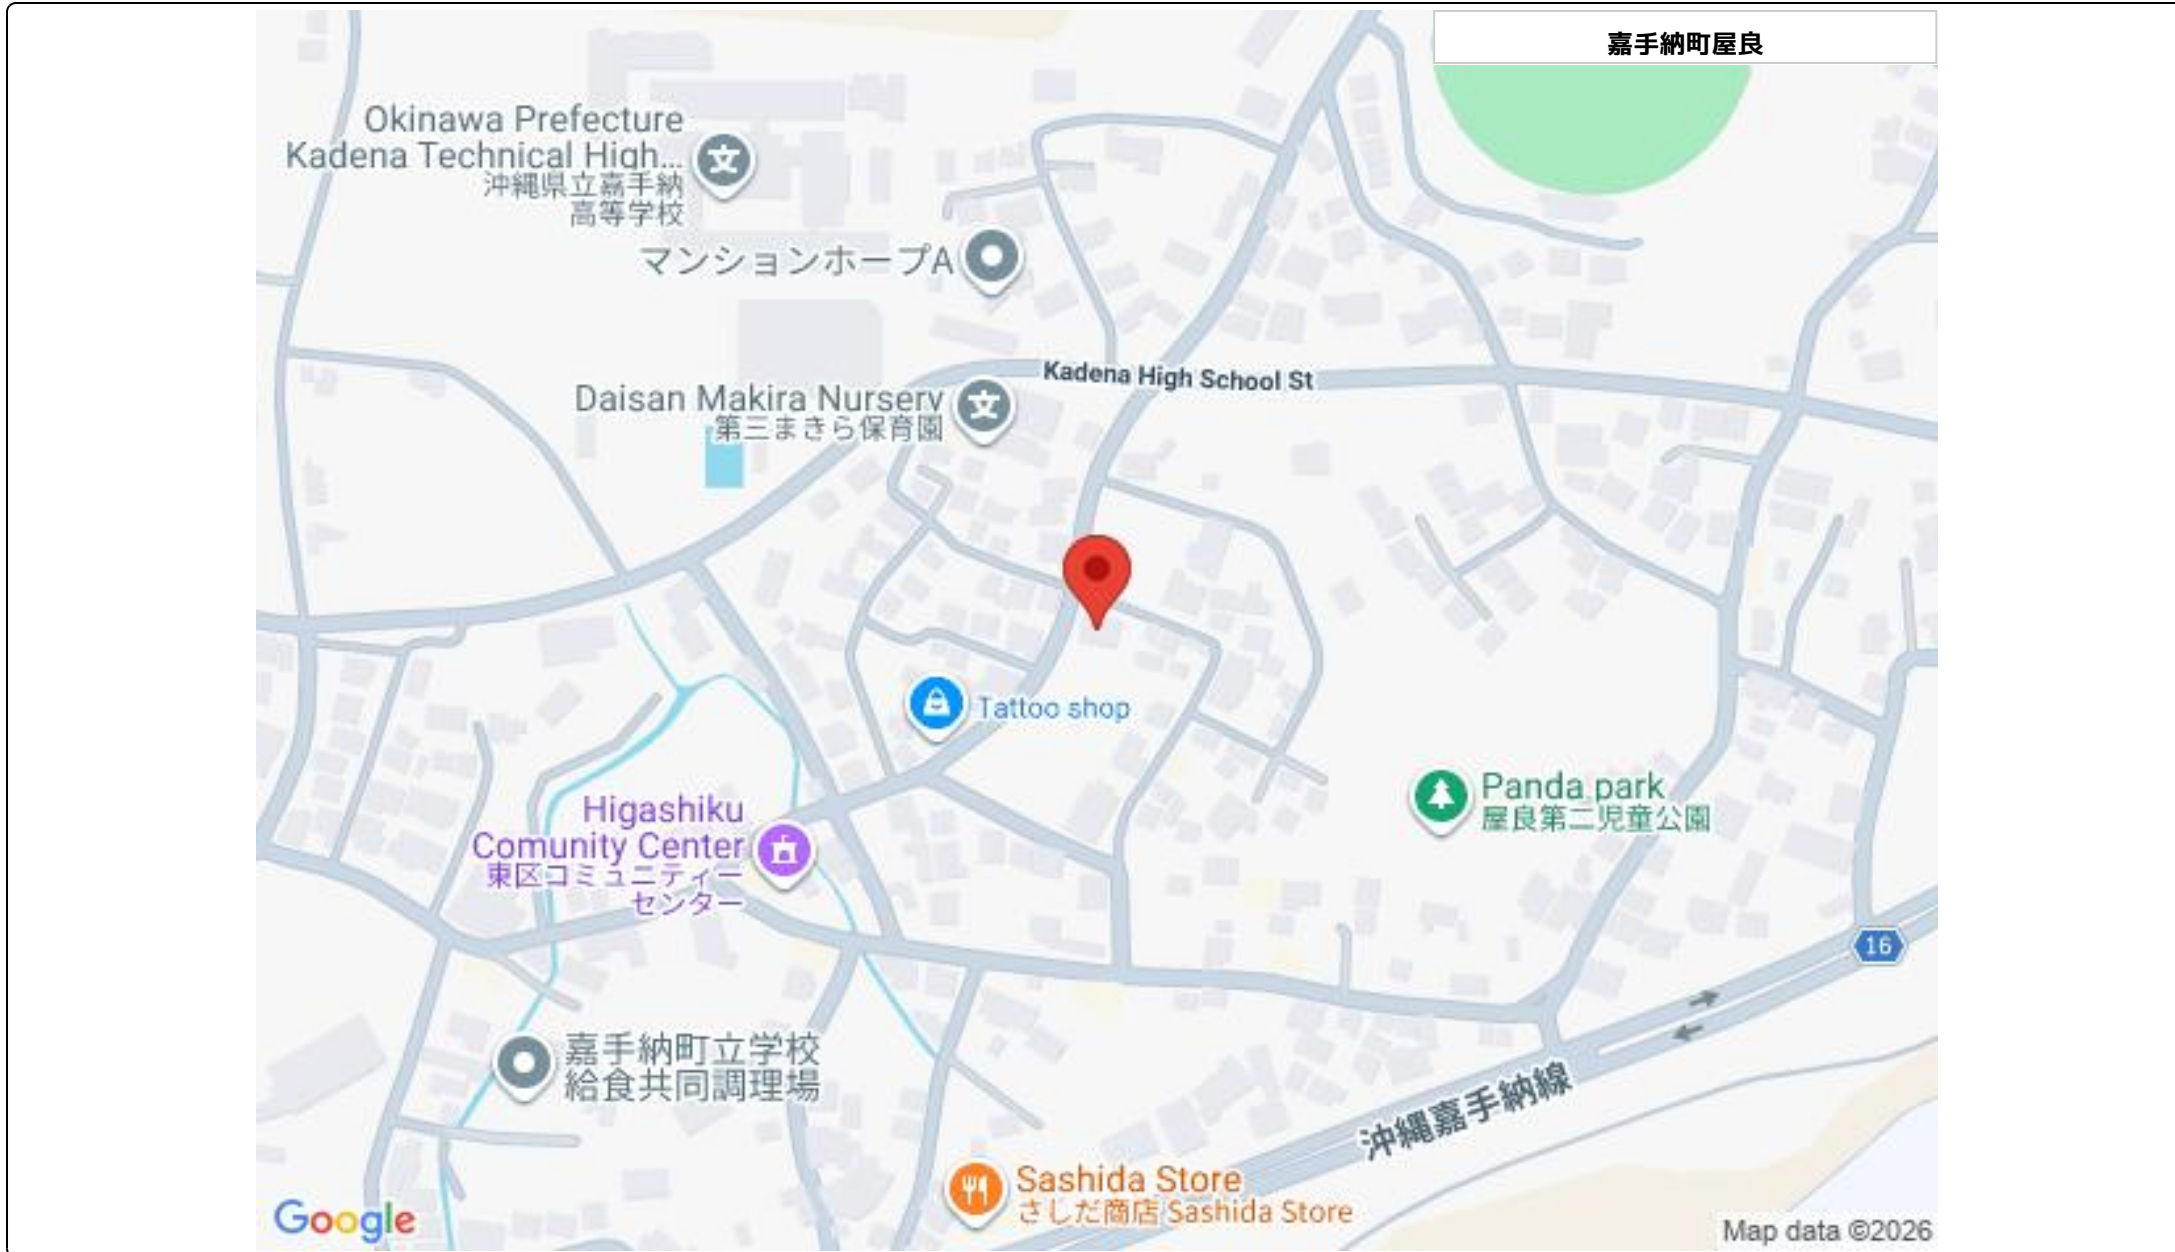 嘉手納町屋良
Okinawa Prefecture
Kadena Technical High...
沖縄県立嘉手納
高等学校
マンションホープA
Kadena High School St
Daisan Makira Nursery
第三まきら保育園
Tattoo shop
Panda park
屋良第二児童公園
Higashiku
Comunity Center
東区コミュニティー
センター
16
嘉手納町立学校
給食共同調理場
沖縄嘉手納線
Sashida Store
さしだ商店 Sashida Store
Google
Map data ©2026